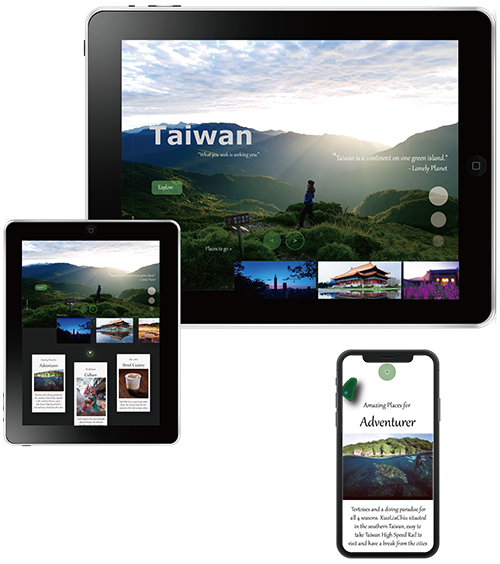 Taiwan
"What you seek is seeking you."
"Taiwan is a continent on one green island."
- Lonely Planet
Explore
Places to go >
Adventurer
Culture
Street Cuisine
Amazing Places for
Adventurer
Tortoises and a diving paradise for
all 4 seasons. XiaoLiuChiu situated
in the southern Taiwan, easy to
take Taiwan High Speed Rail to
visit and have a break from the cities